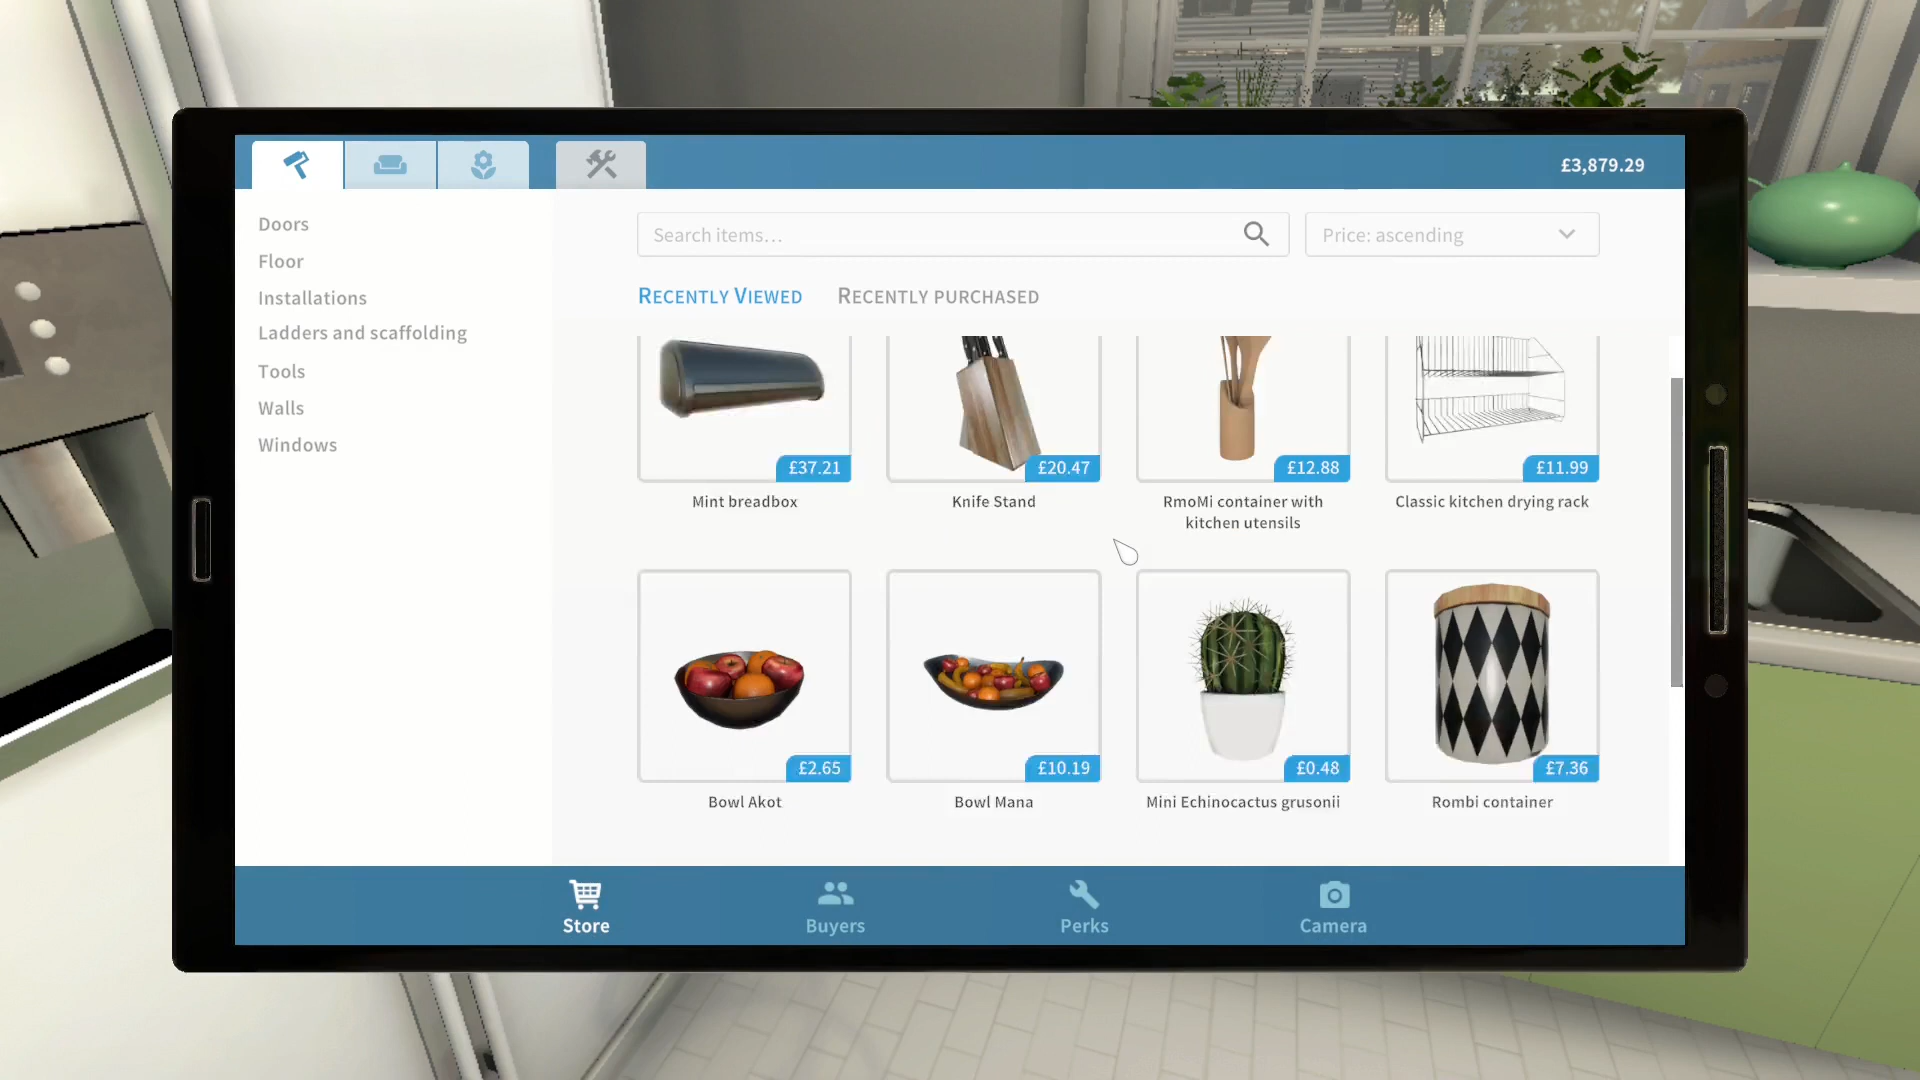 £3,879.29
Doors
Floor
Installations
Ladders and scaffolding
Tools
Walls
Windows
Search items...
Price: ascending
RECENTLY VIEWED
RECENTLY PURCHASED
£37.21
£20.47
£12.88
£11.99
Mint breadbox
Knife Stand
RmoMi container with
kitchen utensils
Classic kitchen drying rack
£2.65
£10.19
£0.48
£7.36
Bowl Akot
Bowl Mana
Mini Echinocactus grusonii
Rombi container
Store
Buyers
Perks
Camera